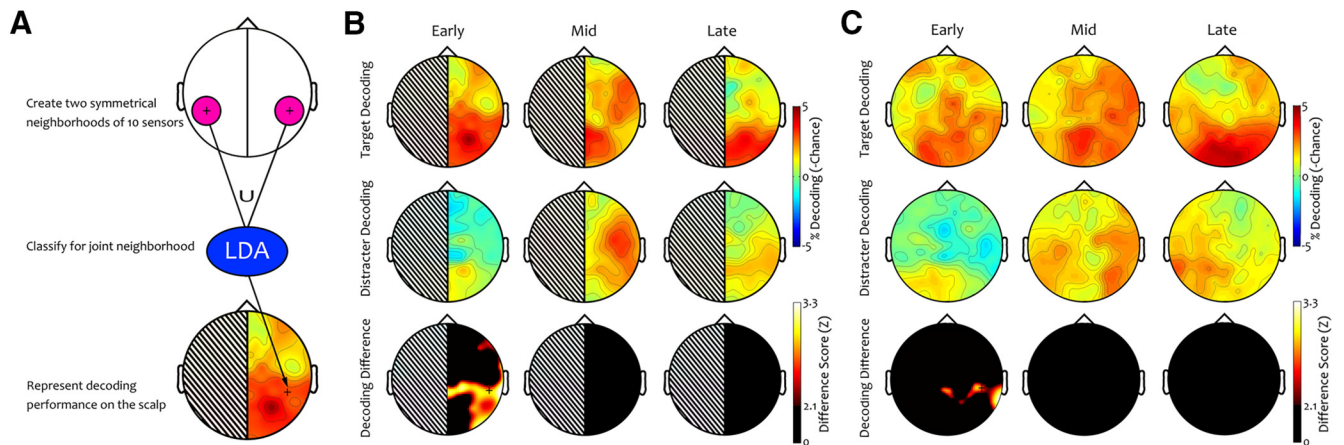 A
Create two symmetrical
neighborhoods of 10 sensors
+
+
U
Classify for joint neighborhood
LDA
Represent decoding
performance on the scalp
+
B
Early
Mid
Late
Target Decoding
5
0
-5
% Decoding (-Chance)
Distracter Decoding
Decoding Difference
+
3.3
2.1
0
Difference Score (Z)
C
Early
Mid
Late
Target Decoding
5
0
-5
% Decoding (-Chance)
Distracter Decoding
Decoding Difference
+
3.3
2.1
0
Difference Score (Z)